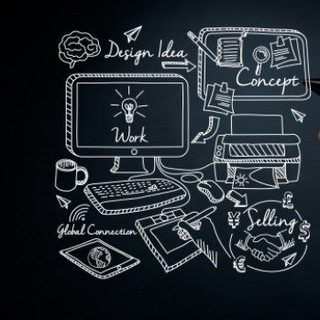 Design Idea
Concept
Work
Global Connection
Selling
¥
£
$
€